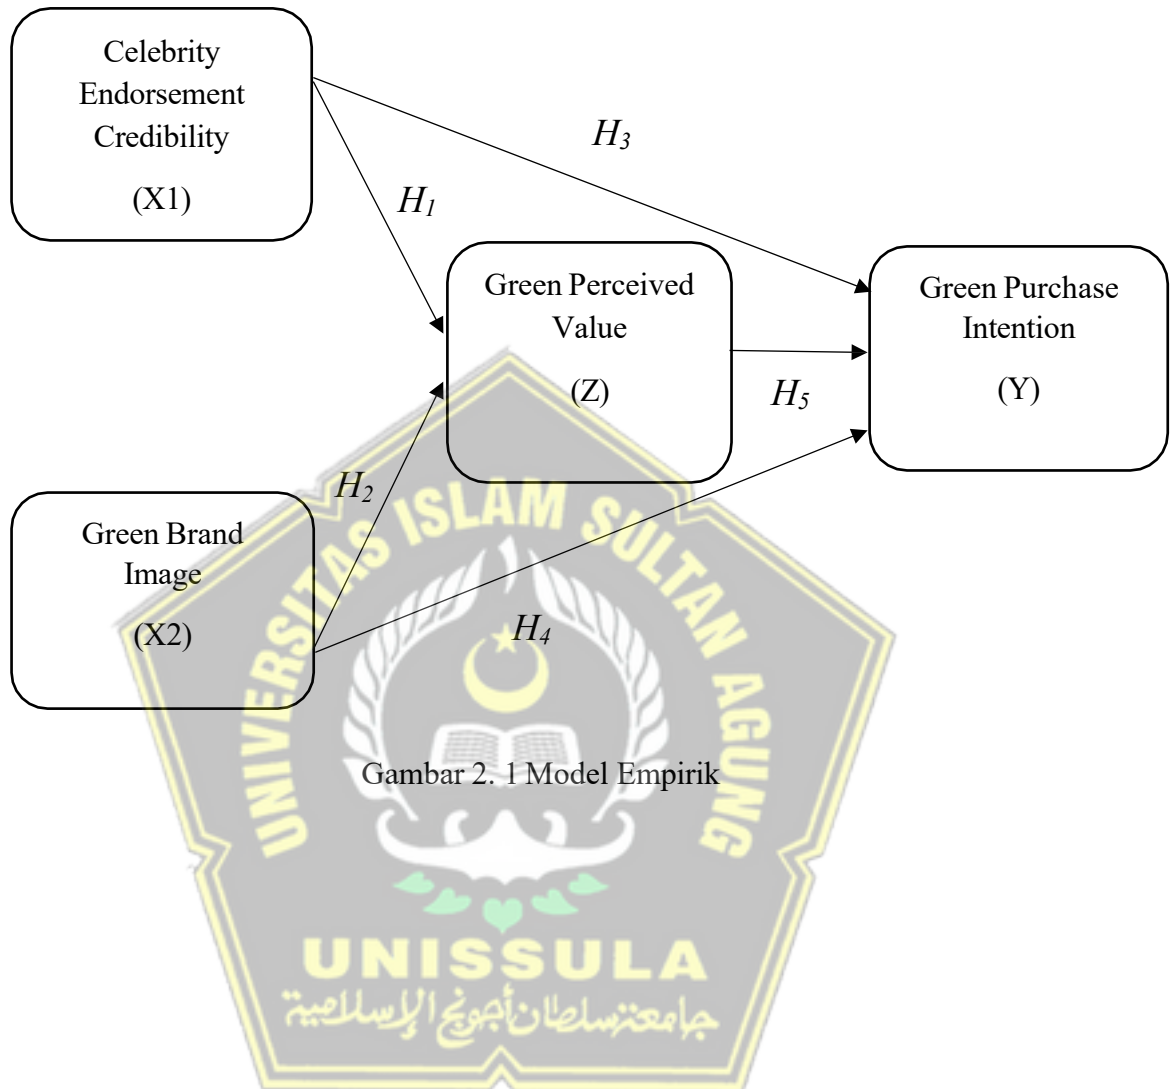 Celebrity
Endorsement
Credibility
(X1)
H3
H1
Green Perceived
Value
(Z)
Green Purchase
Intention
(Y)
H5
H2
Green Brand
Image
(X2)
H4
UNIVERSITAS ISLAM SULTAN AGUNG
Gambar 2. 1 Model Empirik
UNISSULA
جامعة سلطان أجونج الإسلامية